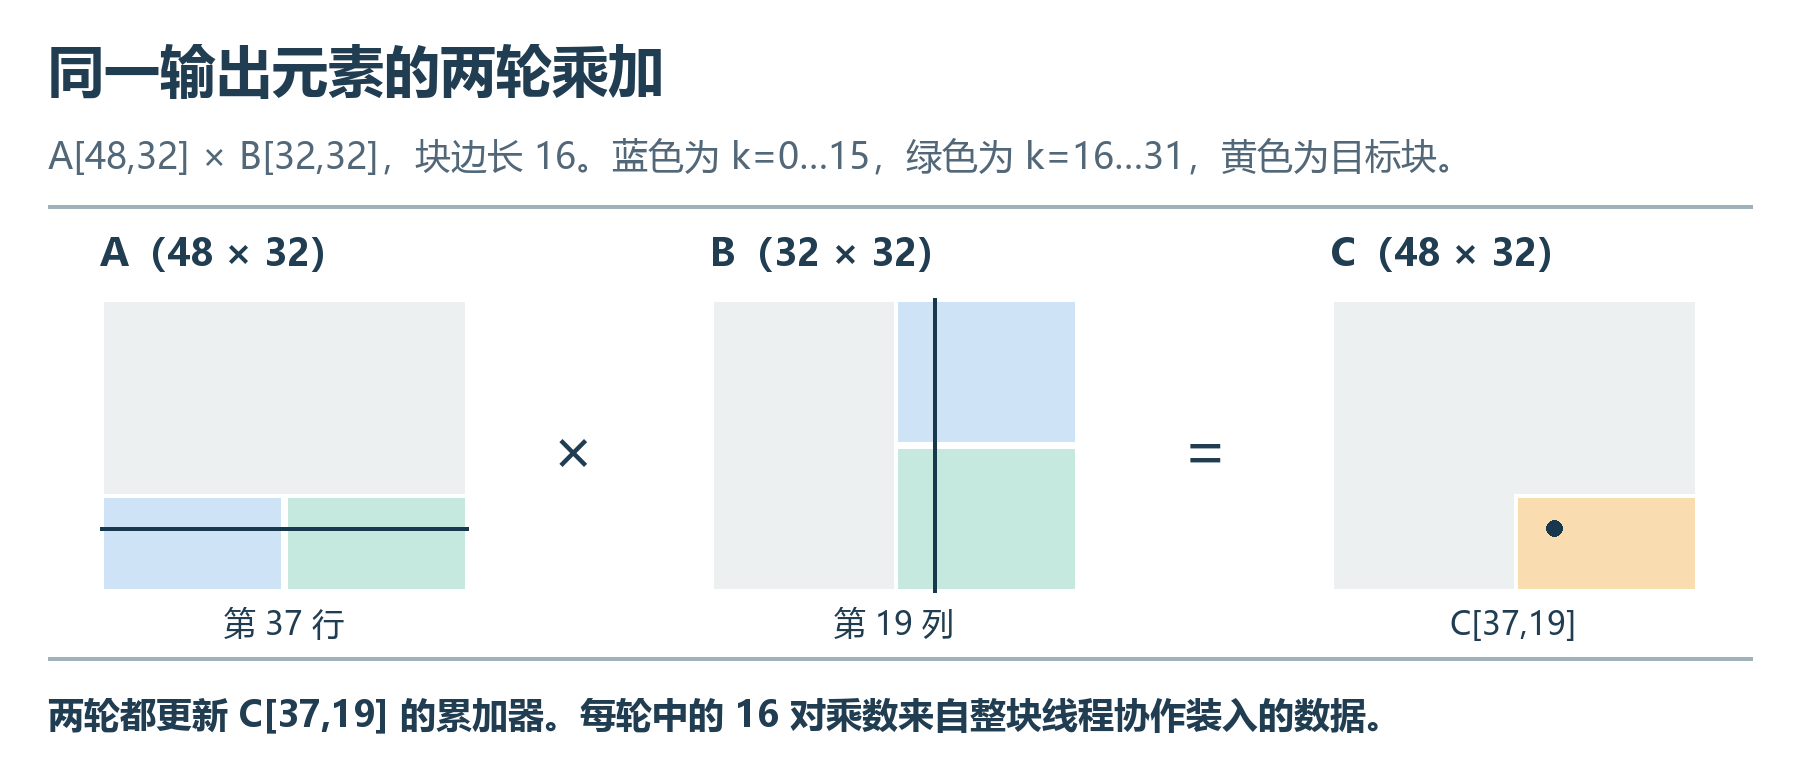 同一输出元素的两轮乘加
A[48,32] × B[32,32]，块边长 16。蓝色为 k=0…15，绿色为 k=16…31，黄色为目标块。
A (48 × 32)
B (32 × 32)
C (48 × 32)
×
=
第 37 行
第 19 列
C[37,19]
两轮都更新 C[37,19] 的累加器。每轮中的 16 对乘数来自整块线程协作装入的数据。